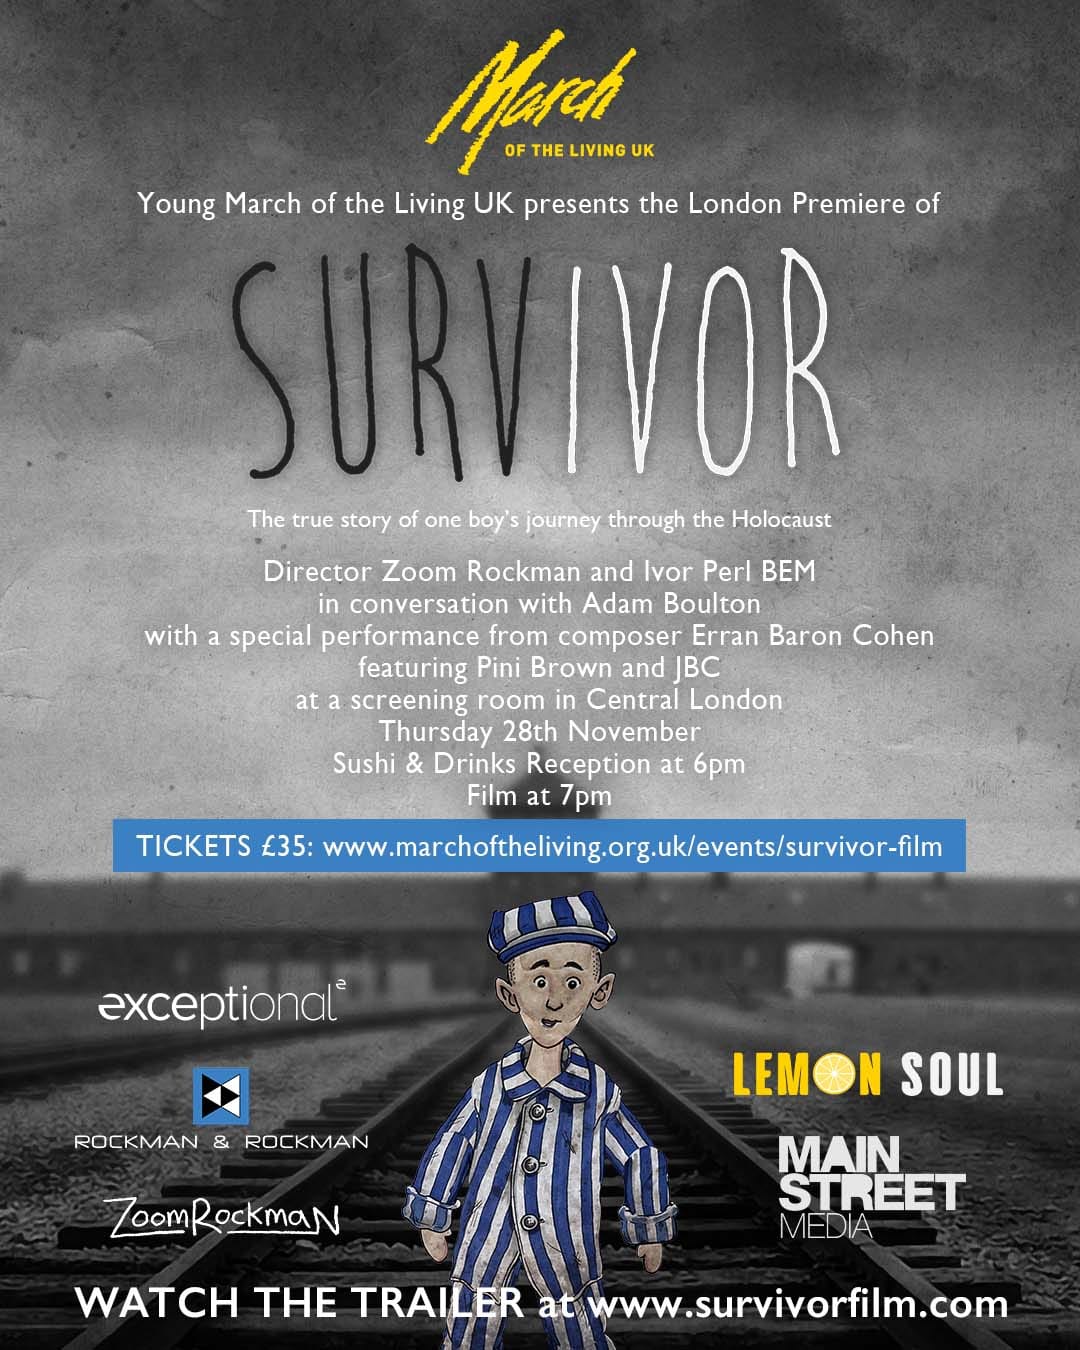 March
OF THE LIVING UK
Young March of the Living UK presents the London Premiere of
SURVIVOR
The true story of one boy's journey through the Holocaust
Director Zoom Rockman and Ivor Perl BEM
in conversation with Adam Boulton
with a special performance from composer Erran Baron Cohen
featuring Pini Brown and JBC
at a screening room in Central London
Thursday 28th November
Sushi & Drinks Reception at 6pm
Film at 7pm
TICKETS £35: www.marchoftheliving.org.uk/events/survivor-film
exceptional e
ROCKMAN & ROCKMAN
ZoomRockmaN
LEMON SOUL
MAIN
STREET
MEDIA
WATCH THE TRAILER at www.survivorfilm.com